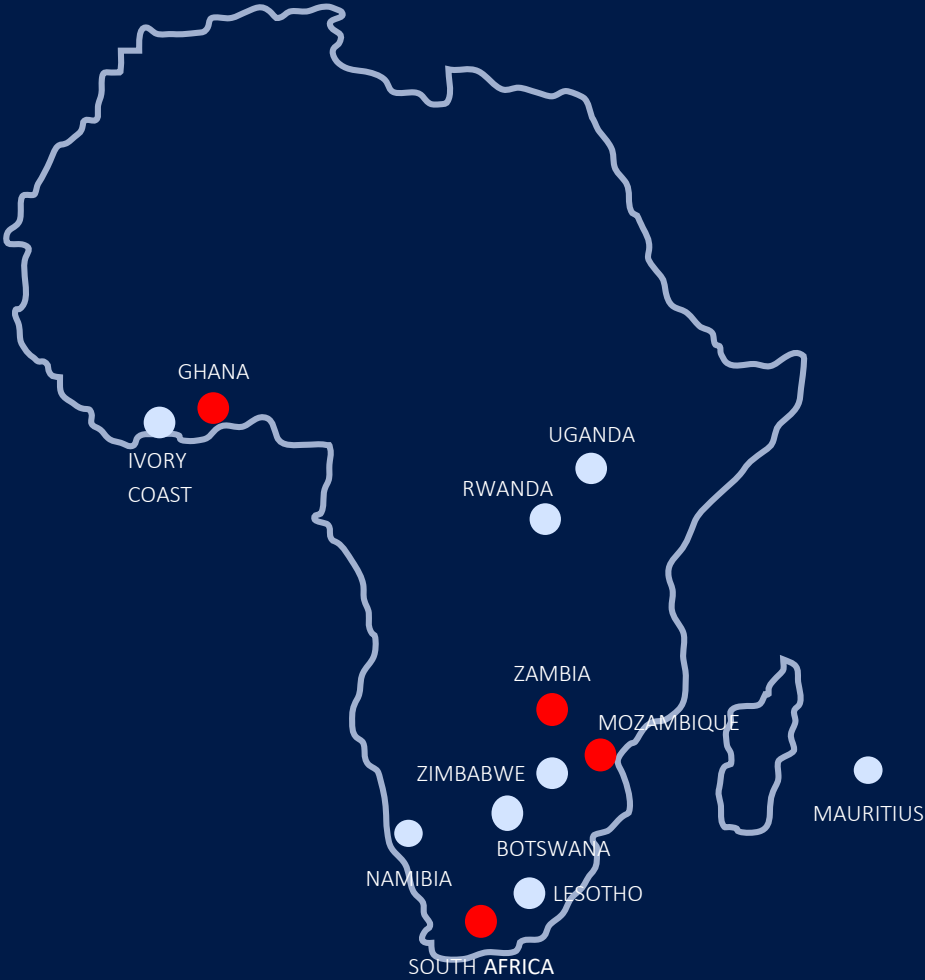 GHANA
IVORY
COAST
UGANDA
RWANDA
ZAMBIA
MOZAMBIQUE
ZIMBABWE
MAURITIUS
BOTSWANA
NAMIBIA
LESOTHO
SOUTH AFRICA